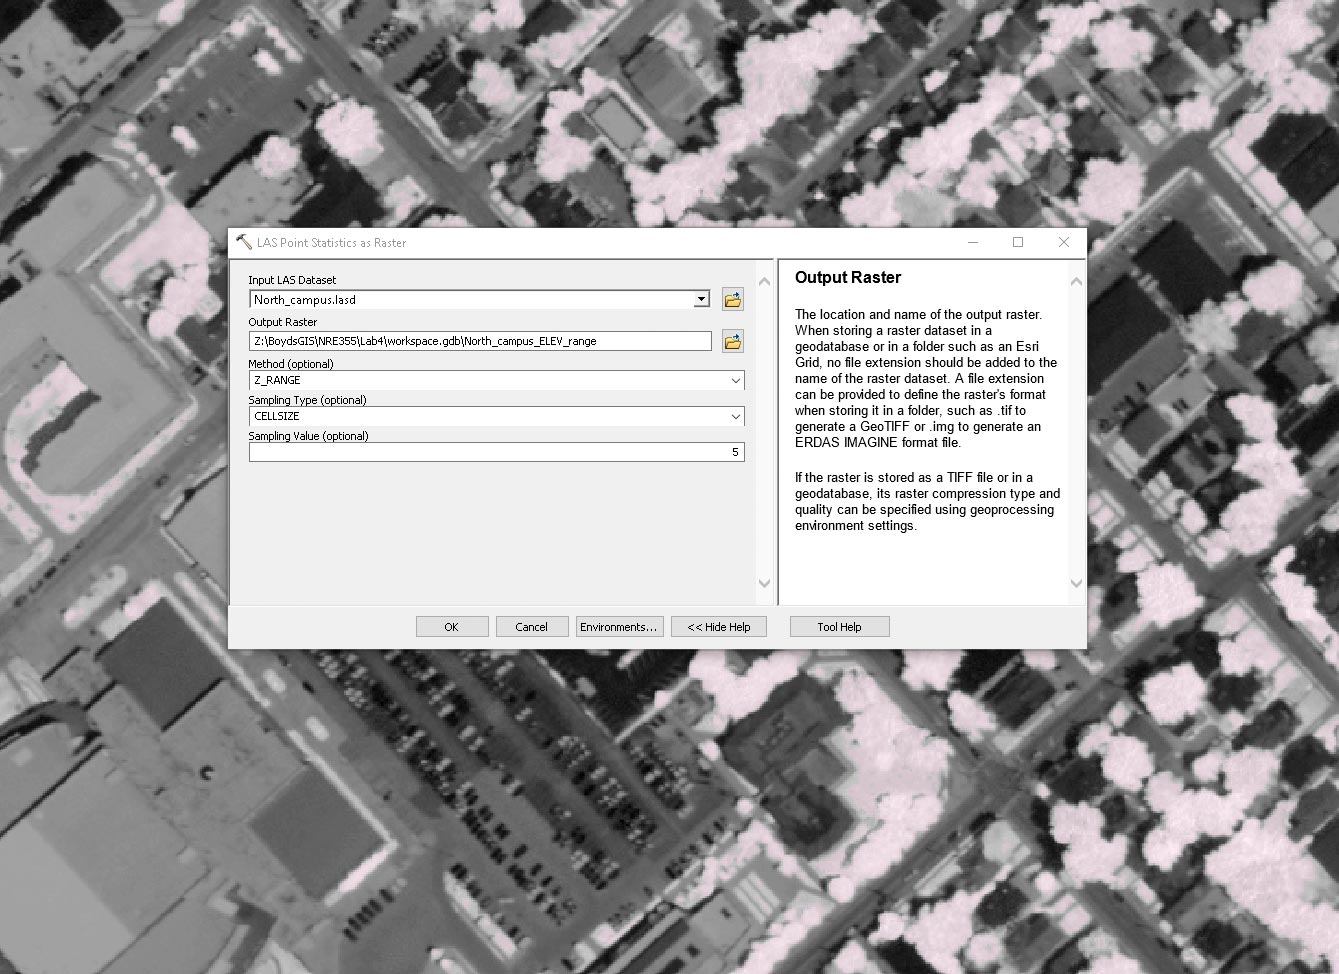 LAS Point Statistics as Raster
Input LAS Dataset
North_campus.lasd
Output Raster
Z:\BoydsGIS\NRE355\Lab4\workspace.gdb\North_campus_ELEV_range
Method (optional)
Z_RANGE
Sampling Type (optional)
CELLSIZE
Sampling Value (optional)
5
Output Raster
The location and name of the output raster.
When storing a raster dataset in a
geodatabase or in a folder such as an Esri
Grid, no file extension should be added to the
name of the raster dataset. A file extension
can be provided to define the raster's format
when storing it in a folder, such as .tif to
generate a GeoTIFF or .img to generate an
ERDAS IMAGINE format file.
If the raster is stored as a TIFF file or in a
geodatabase, its raster compression type and
quality can be specified using geoprocessing
environment settings.
OK
Cancel
Environments...
<< Hide Help
Tool Help